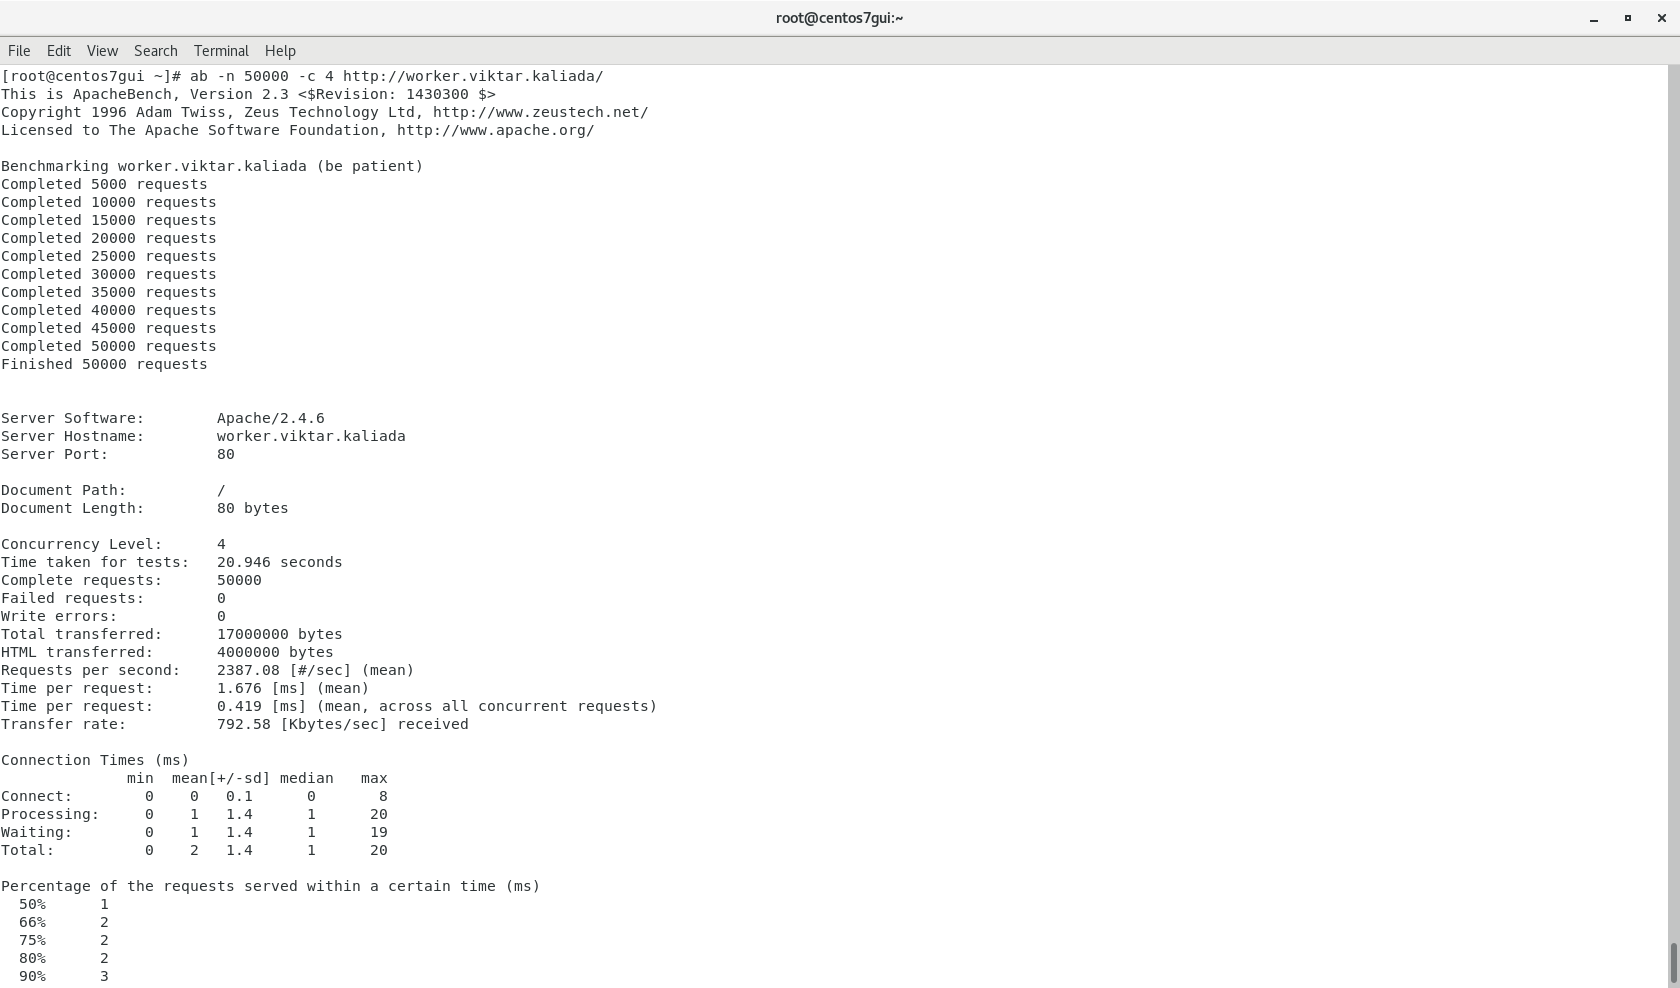 root@centos7gui:~
File Edit View Search Terminal Help
[root@centos7gui ~]# ab -n 50000 -c 4 http://worker.viktar.kaliada/
This is ApacheBench, Version 2.3 <$Revision: 1430300 $>
Copyright 1996 Adam Twiss, Zeus Technology Ltd, http://www.zeustech.net/
Licensed to The Apache Software Foundation, http://www.apache.org/

Benchmarking worker.viktar.kaliada (be patient)
Completed 5000 requests
Completed 10000 requests
Completed 15000 requests
Completed 20000 requests
Completed 25000 requests
Completed 30000 requests
Completed 35000 requests
Completed 40000 requests
Completed 45000 requests
Completed 50000 requests
Finished 50000 requests


Server Software:        Apache/2.4.6
Server Hostname:        worker.viktar.kaliada
Server Port:            80

Document Path:          /
Document Length:        80 bytes

Concurrency Level:      4
Time taken for tests:   20.946 seconds
Complete requests:      50000
Failed requests:        0
Write errors:           0
Total transferred:      17000000 bytes
HTML transferred:       4000000 bytes
Requests per second:    2387.08 [#/sec] (mean)
Time per request:       1.676 [ms] (mean)
Time per request:       0.419 [ms] (mean, across all concurrent requests)
Transfer rate:          792.58 [Kbytes/sec] received

Connection Times (ms)
              min  mean[+/-sd] median   max
Connect:        0    0   0.1      0       8
Processing:     0    1   1.4      1      20
Waiting:        0    1   1.4      1      19
Total:          0    2   1.4      1      20

Percentage of the requests served within a certain time (ms)
  50%      1
  66%      2
  75%      2
  80%      2
  90%      3